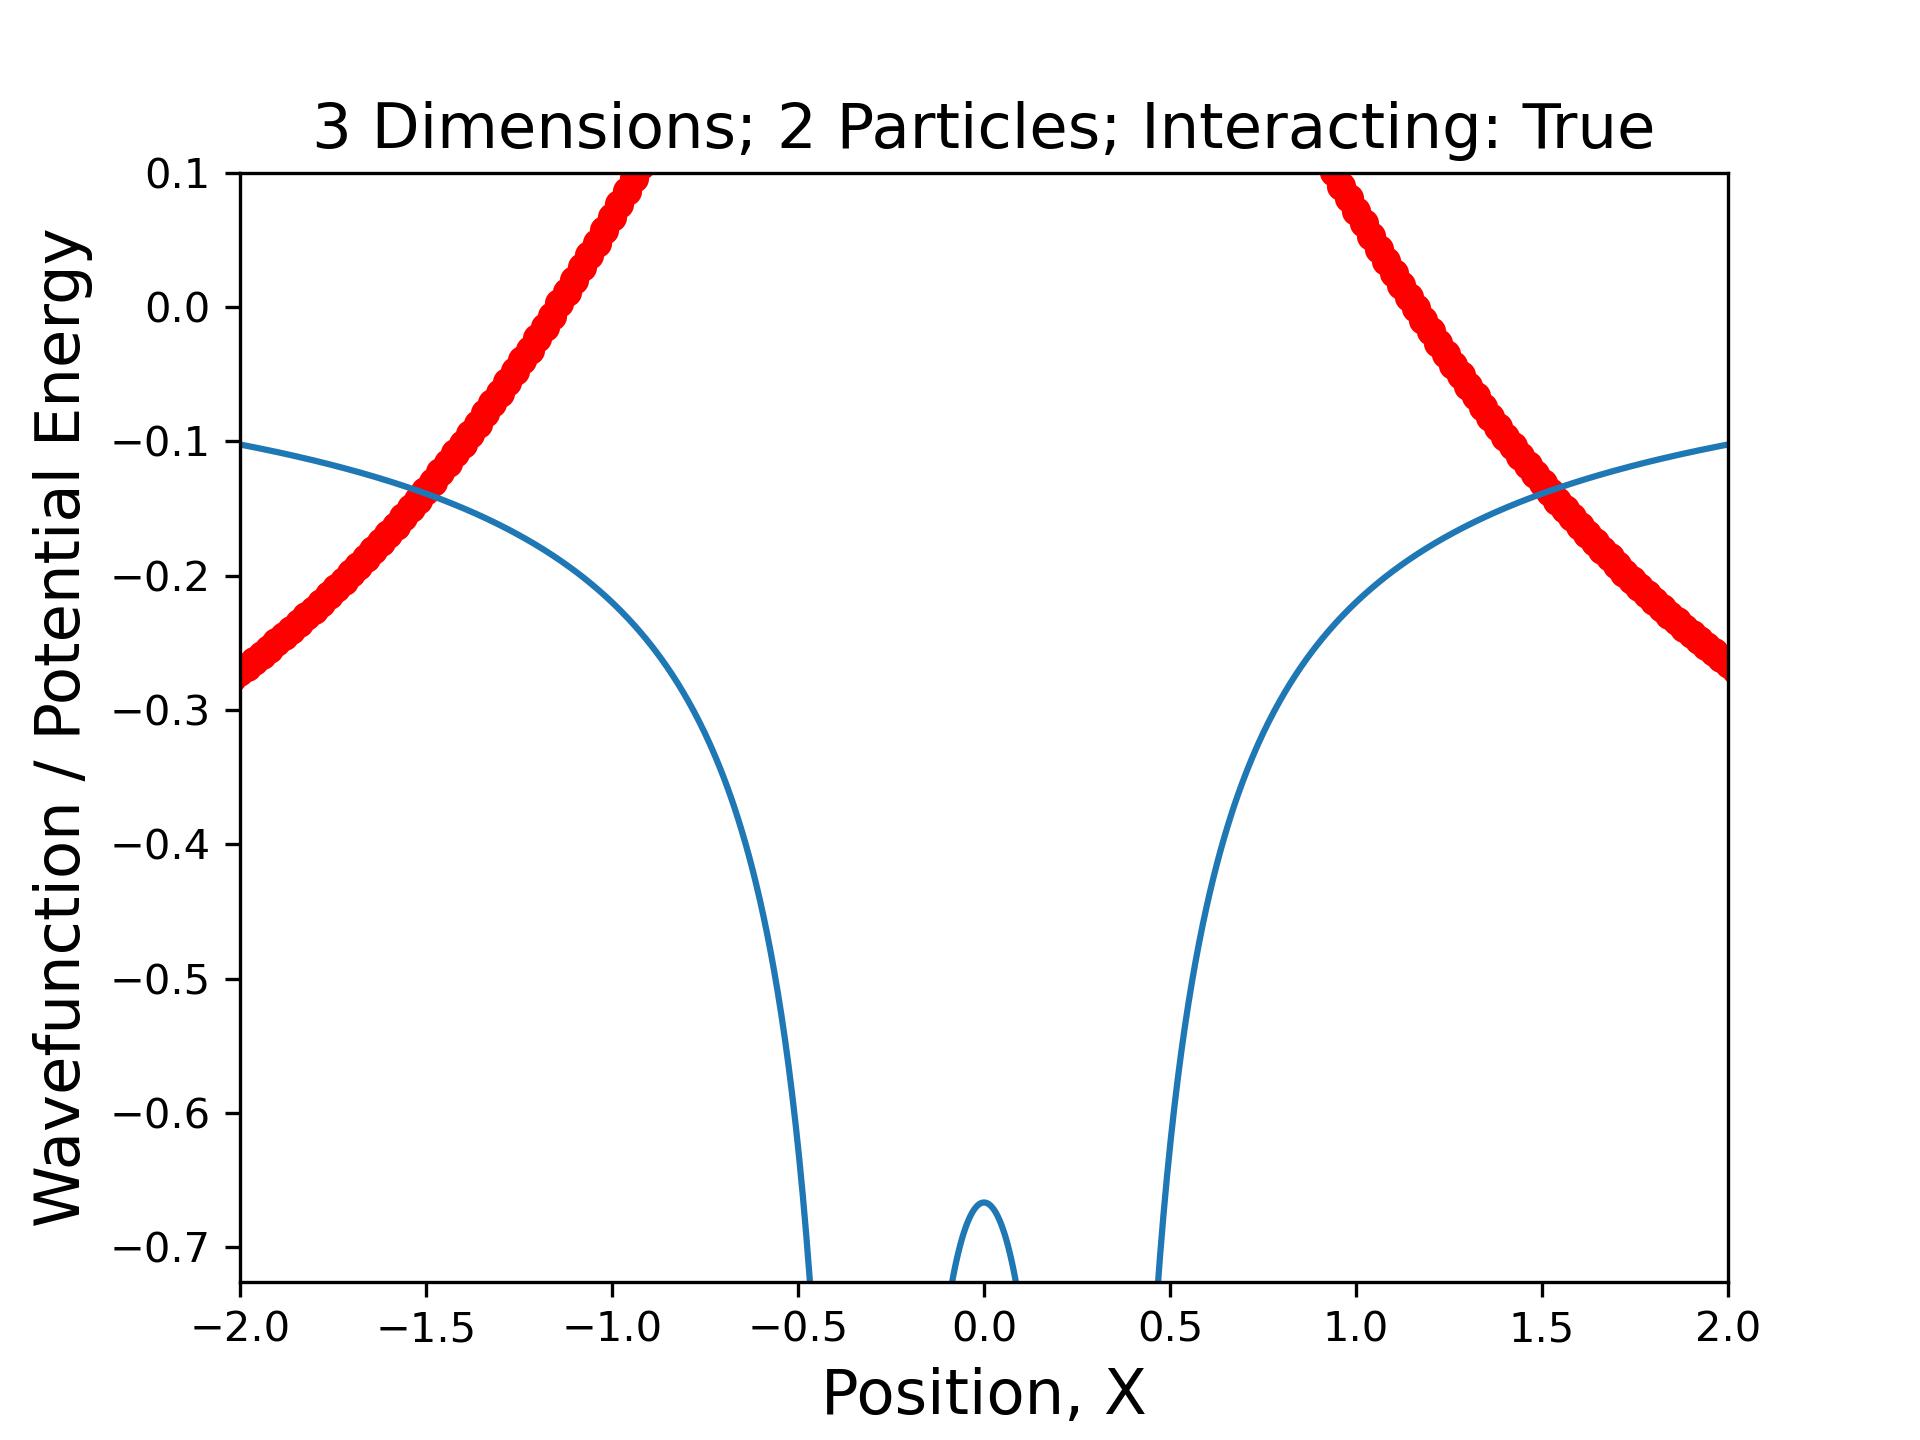 3 Dimensions; 2 Particles; Interacting: True
Wavefunction / Potential Energy
0.1
0.0
−0.1
−0.2
−0.3
−0.4
−0.5
−0.6
−0.7
−2.0 −1.5 −1.0 −0.5 0.0 0.5 1.0 1.5 2.0
Position, X